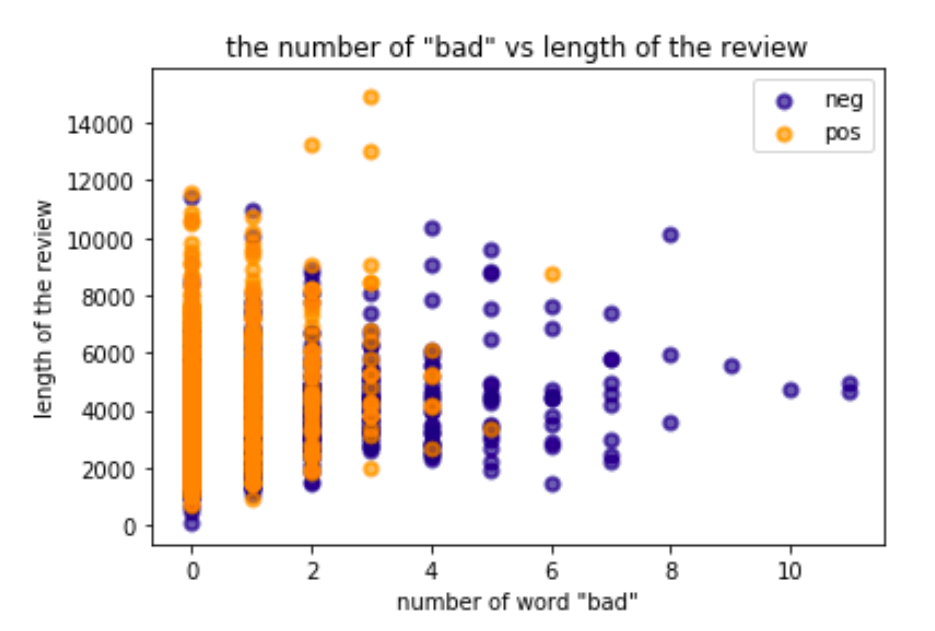 the number of "bad" vs length of the review
neg
pos
14000
12000
10000
8000
6000
4000
2000
0
length of the review
0
2
4
6
8
10
number of word "bad"